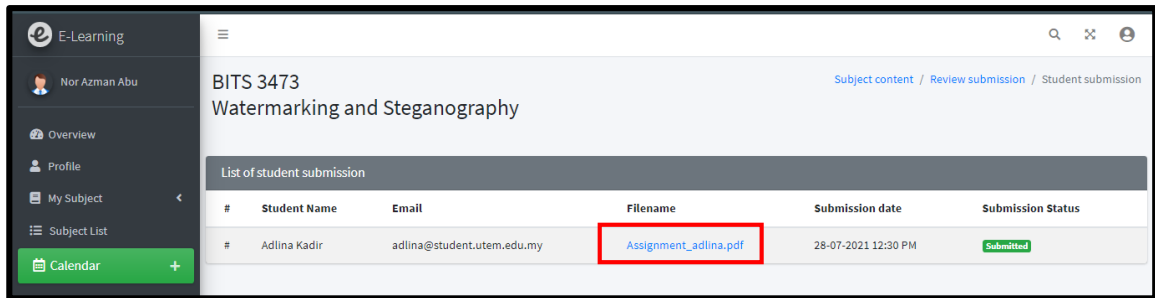 E-Learning
Nor Azman Abu
Overview
Profile
My Subject
Subject List
Calendar +
BITS 3473
Watermarking and Steganography
Subject content / Review submission / Student submission
List of student submission
# Student Name Email Filename Submission date Submission Status
# Adlina Kadir adlina@student.utem.edu.my Assignment_adlina.pdf 28-07-2021 12:30 PM Submitted